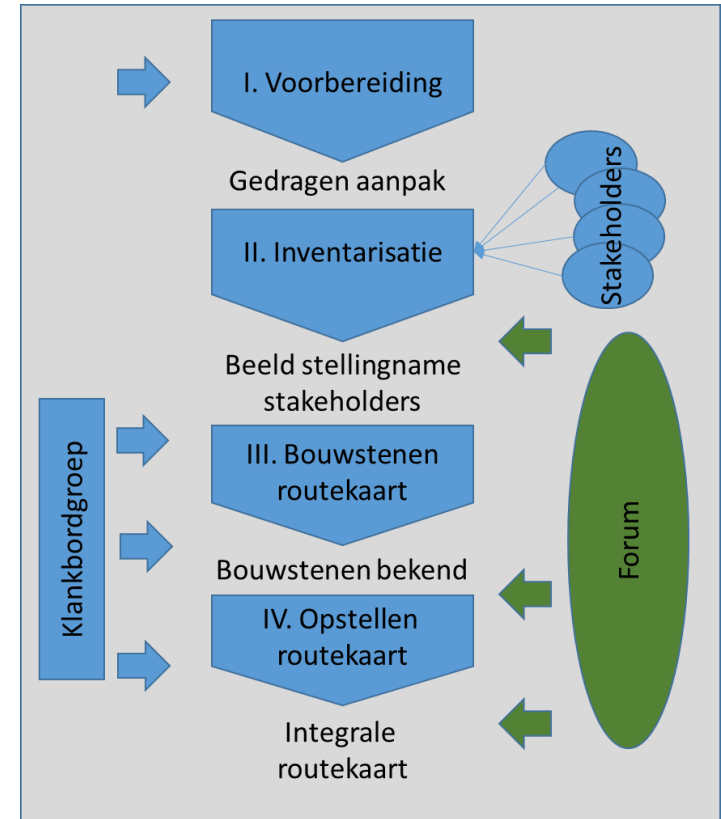 I. Voorbereiding
Gedragen aanpak
Stakeholders
II. Inventarisatie
Beeld stellingname
stakeholders
Klankbordgroep
III. Bouwstenen
routekaart
Forum
Bouwstenen bekend
IV. Opstellen
routekaart
Integrale
routekaart